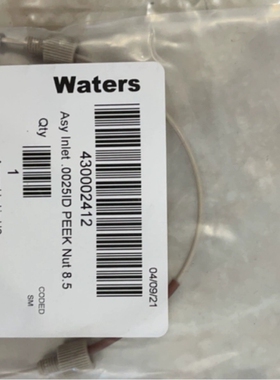 Waters
04/09/21
430002412
Asy Inlet .0025ID PEEK Nut 8.5
Qty
1
CODED
SM